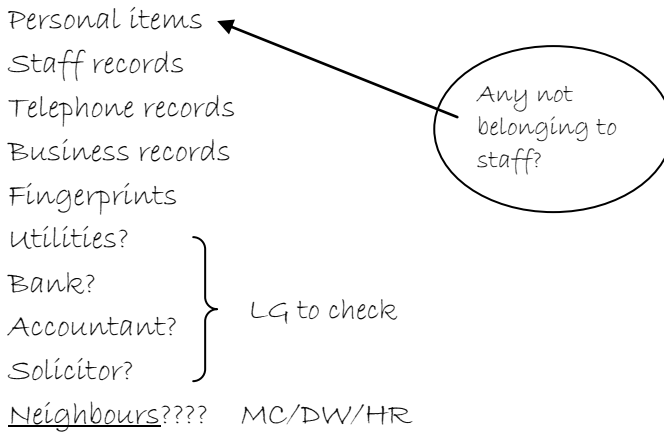 Personal items
Staff records
Telephone records
Business records
Fingerprints
Utilities?
Bank?
Accountant?
Solicitor?
Neighbours???? MC/DW/HR
Any not
belonging to
staff?
LG to check